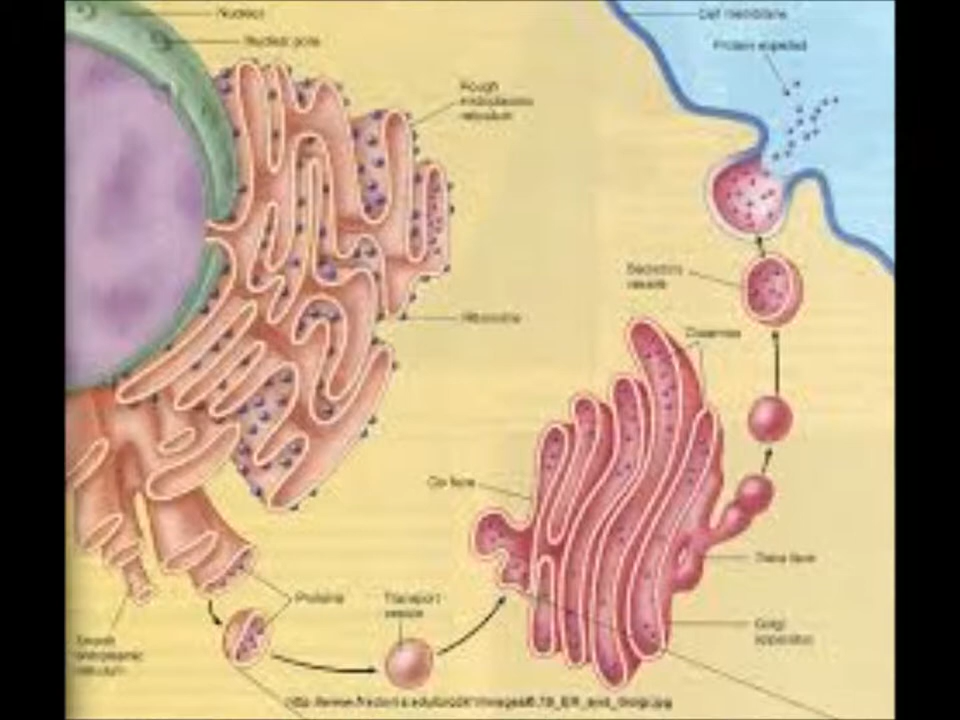 Nucleus
Nuclear pore
Cell membrane
Protein expelled
Rough
endoplasmic
reticulum
Ribosome
Secretory
vesicle
Cisternae
Cis face
Trans face
Golgi
apparatus
Proteins
Transport
vesicle
Smooth
endoplasmic
reticulum